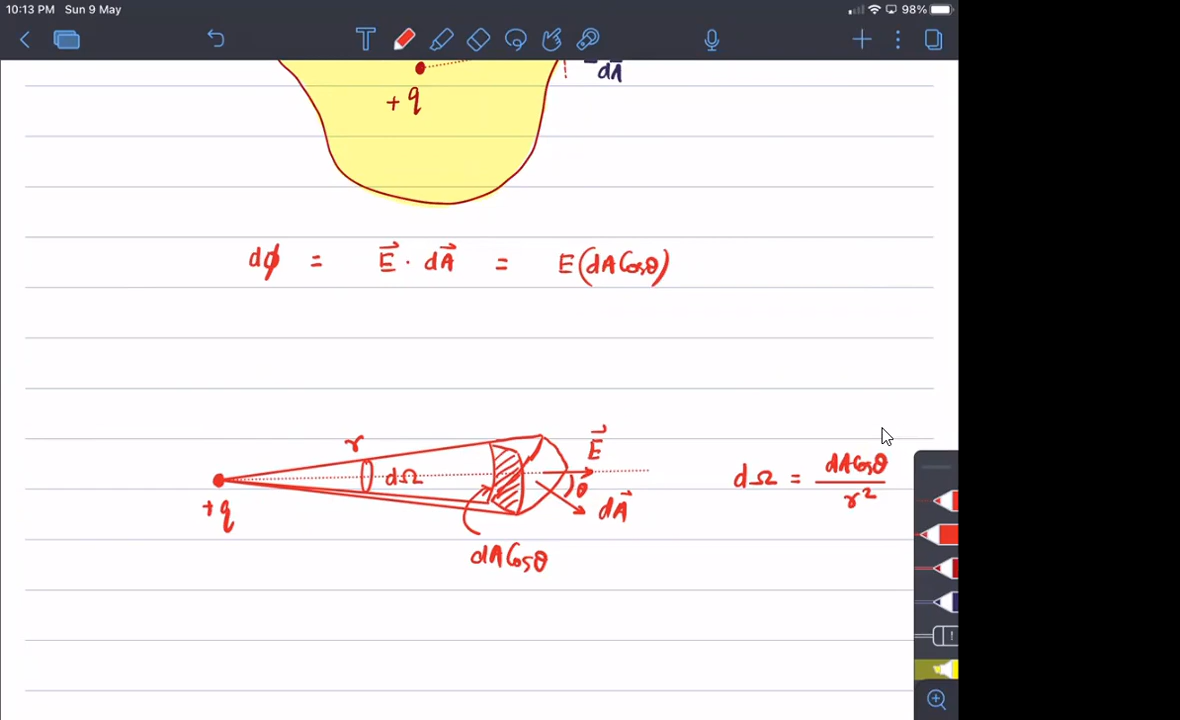 10:13 PM Sun 9 May 98%
T
dA
+q
dϕ = E⃗ · dA⃗ = E(dA Cosθ)
r
E⃗
dΩ
θ
dΩ = dA Cosθ / r²
+q
dA⃗
dA Cosθ